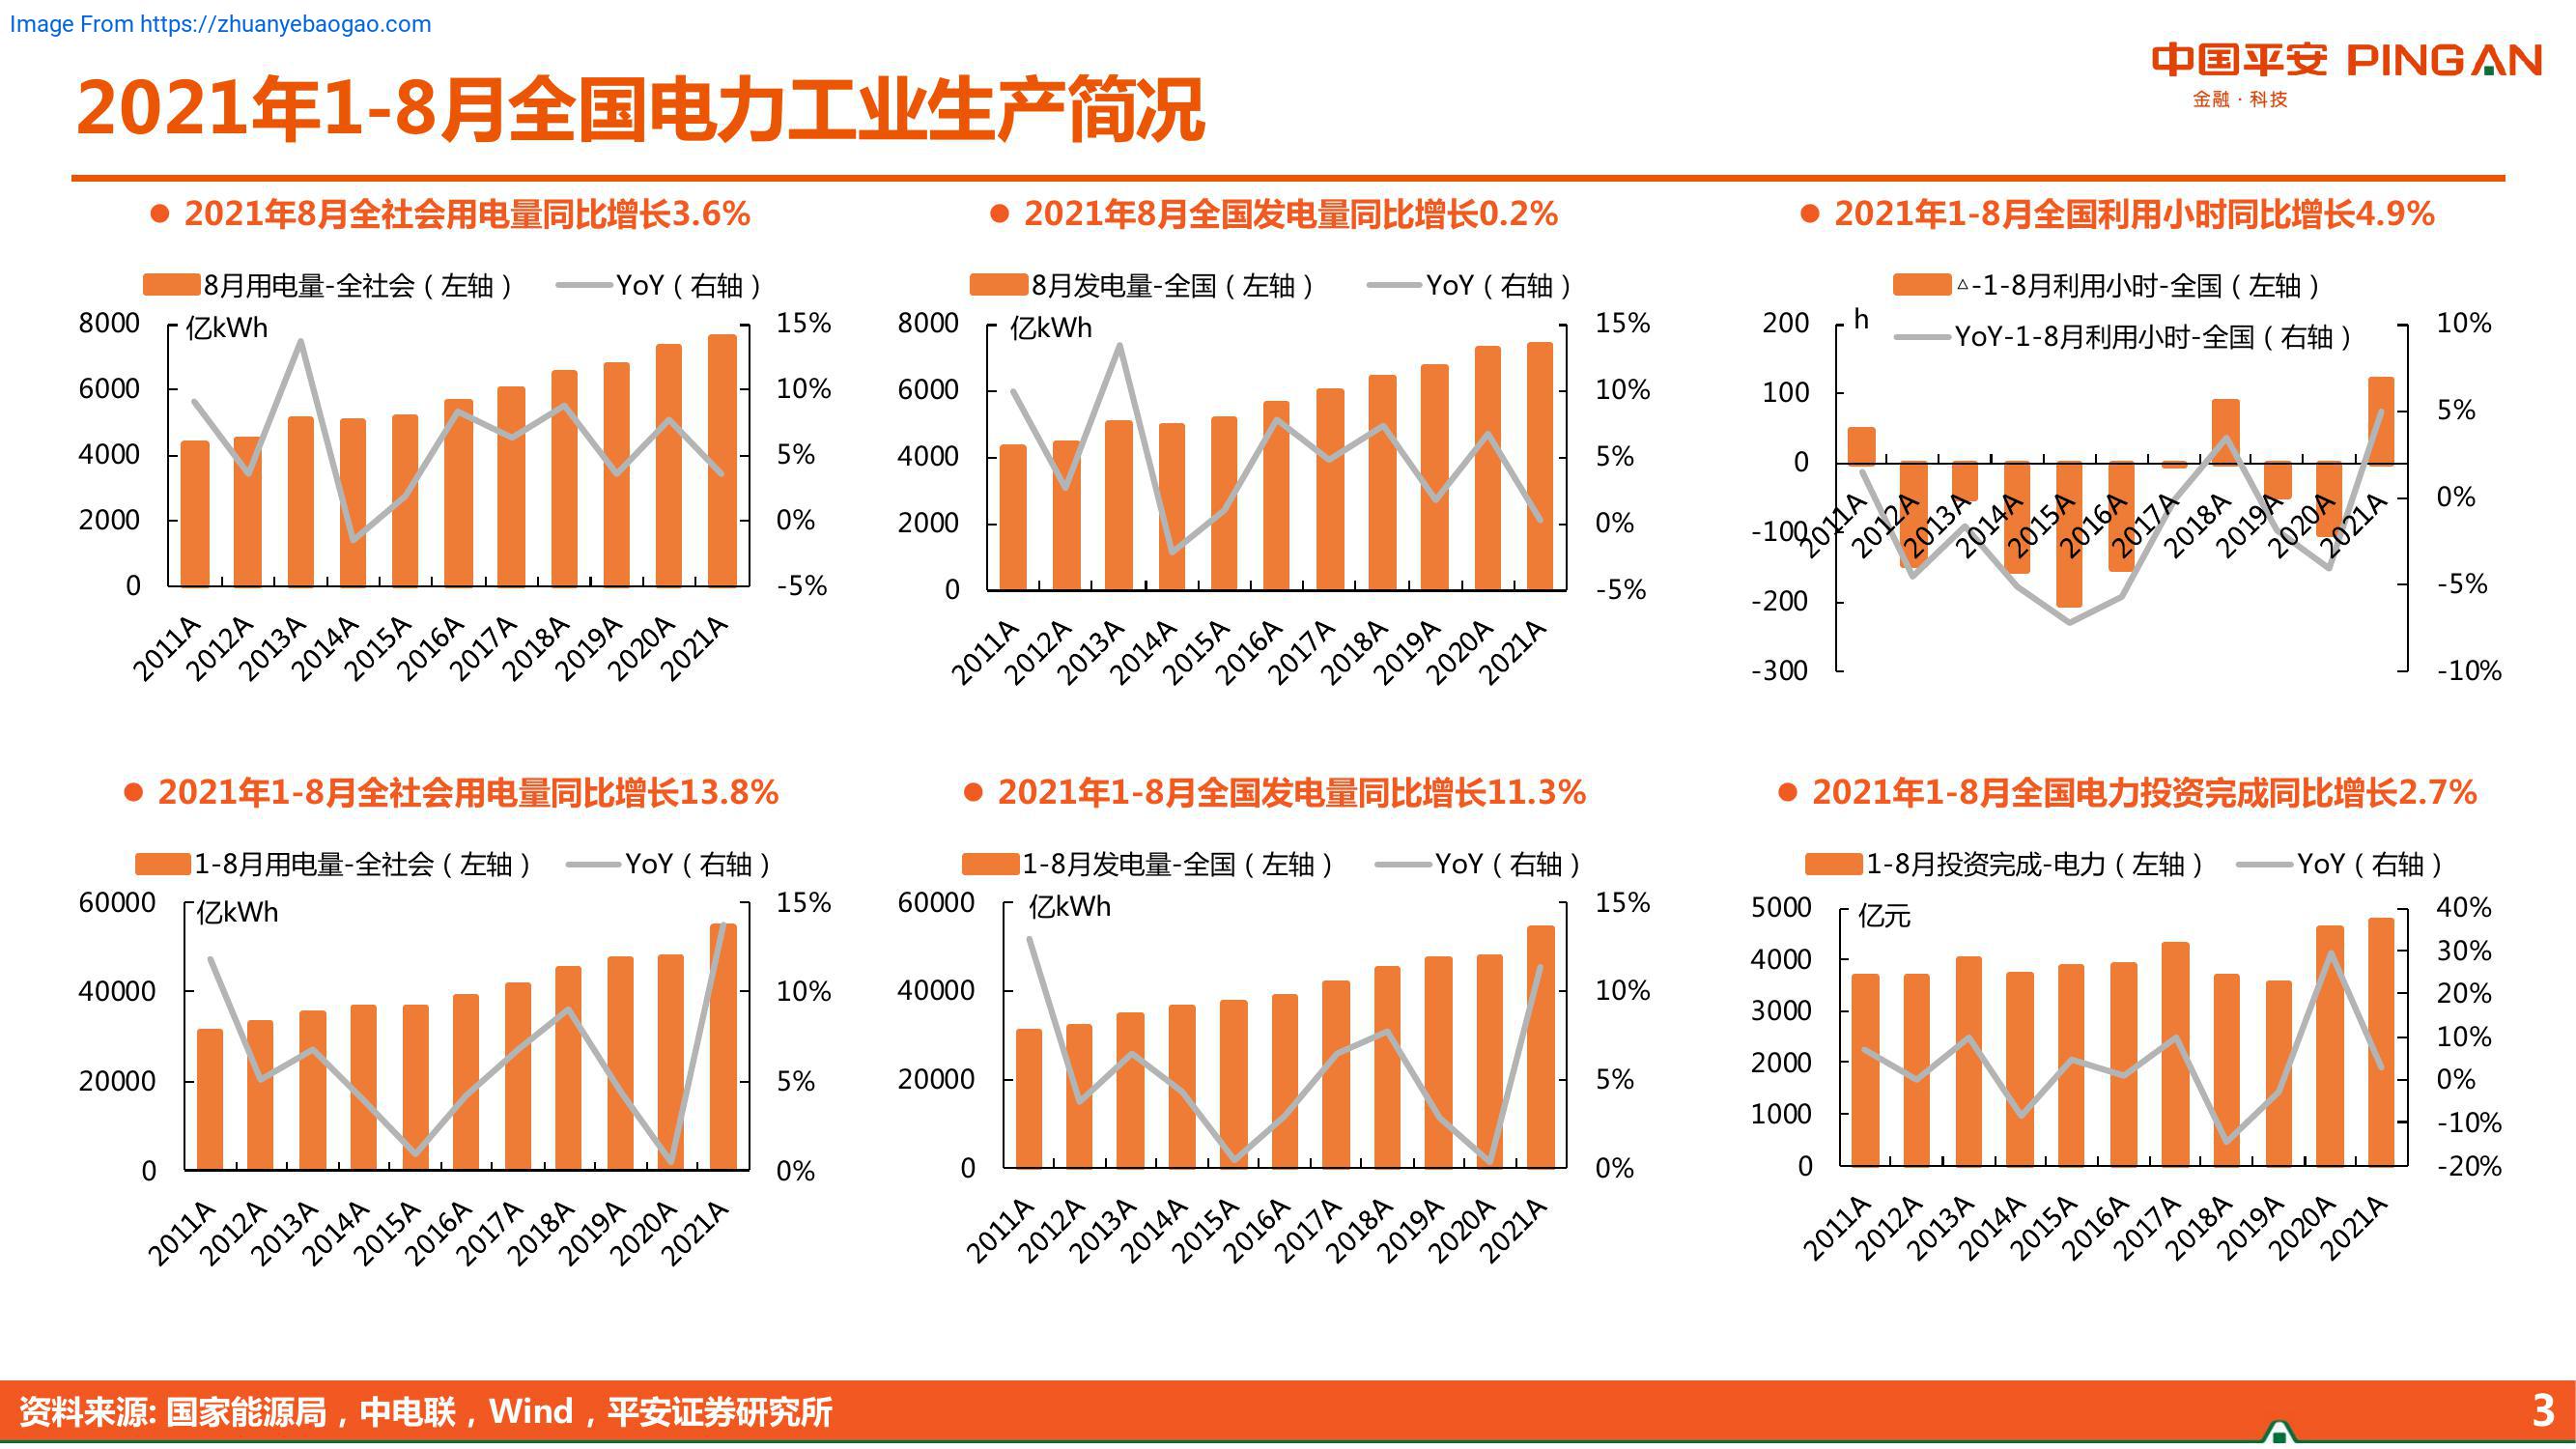 Image From https://zhuanyebaogao.com
中国平安 PINGAN
金融·科技
2021年1-8月全国电力工业生产简况
● 2021年8月全社会用电量同比增长3.6%
8月用电量-全社会（左轴） YoY（右轴）
亿kWh
8000
6000
4000
2000
0
15%
10%
5%
0%
-5%
2011A 2012A 2013A 2014A 2015A 2016A 2017A 2018A 2019A 2020A 2021A
● 2021年8月全国发电量同比增长0.2%
8月发电量-全国（左轴） YoY（右轴）
亿kWh
8000
6000
4000
2000
0
15%
10%
5%
0%
-5%
2011A 2012A 2013A 2014A 2015A 2016A 2017A 2018A 2019A 2020A 2021A
● 2021年1-8月全国利用小时同比增长4.9%
△-1-8月利用小时-全国（左轴）
YoY-1-8月利用小时-全国（右轴）
h
200
100
0
-100
-200
-300
10%
5%
0%
-5%
-10%
2011A 2012A 2013A 2014A 2015A 2016A 2017A 2018A 2019A 2020A 2021A
● 2021年1-8月全社会用电量同比增长13.8%
1-8月用电量-全社会（左轴） YoY（右轴）
亿kWh
60000
40000
20000
0
15%
10%
5%
0%
2011A 2012A 2013A 2014A 2015A 2016A 2017A 2018A 2019A 2020A 2021A
● 2021年1-8月全国发电量同比增长11.3%
1-8月发电量-全国（左轴） YoY（右轴）
亿kWh
60000
40000
20000
0
15%
10%
5%
0%
2011A 2012A 2013A 2014A 2015A 2016A 2017A 2018A 2019A 2020A 2021A
● 2021年1-8月全国电力投资完成同比增长2.7%
1-8月投资完成-电力（左轴） YoY（右轴）
亿元
5000
4000
3000
2000
1000
0
40%
30%
20%
10%
0%
-10%
-20%
2011A 2012A 2013A 2014A 2015A 2016A 2017A 2018A 2019A 2020A 2021A
资料来源: 国家能源局，中电联，Wind，平安证券研究所
3